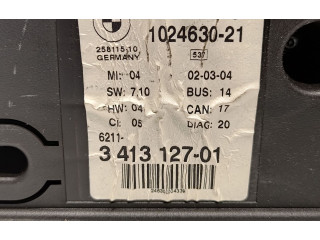 1024630-21
258115.10
GERMANY
537
MI: 04 02-03-04
SW: 7.10 BUS: 14
HW: 04 CAN: 17
CI: 05 DIAG: 20
6211-
3 413 127-01